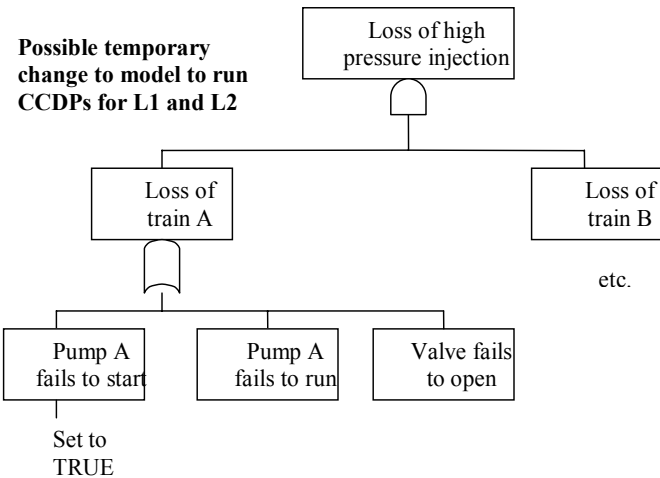 Possible temporary
change to model to run
CCDPs for L1 and L2
Loss of high
pressure injection
Loss of
train A
Loss of
train B
etc.
Pump A
fails to start
Pump A
fails to run
Valve fails
to open
Set to
TRUE